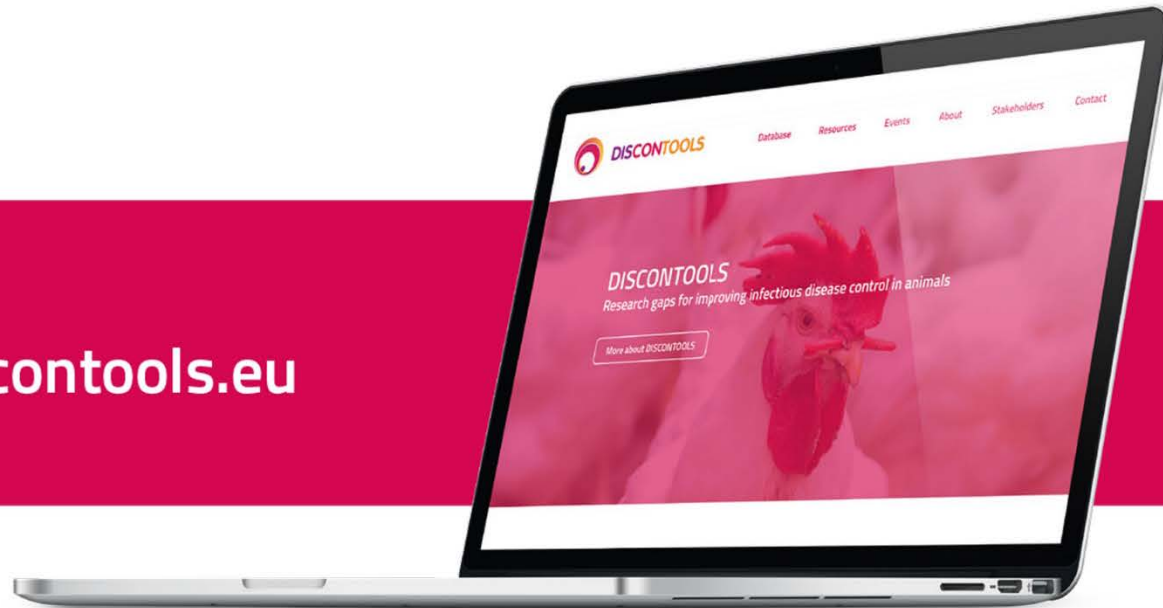 contools.eu
DISCONTOOLS
Database
Resources
Events
About
Stakeholders
Contact
DISCONTOOLS
Research gaps for improving infectious disease control in animals
More about DISCONTOOLS